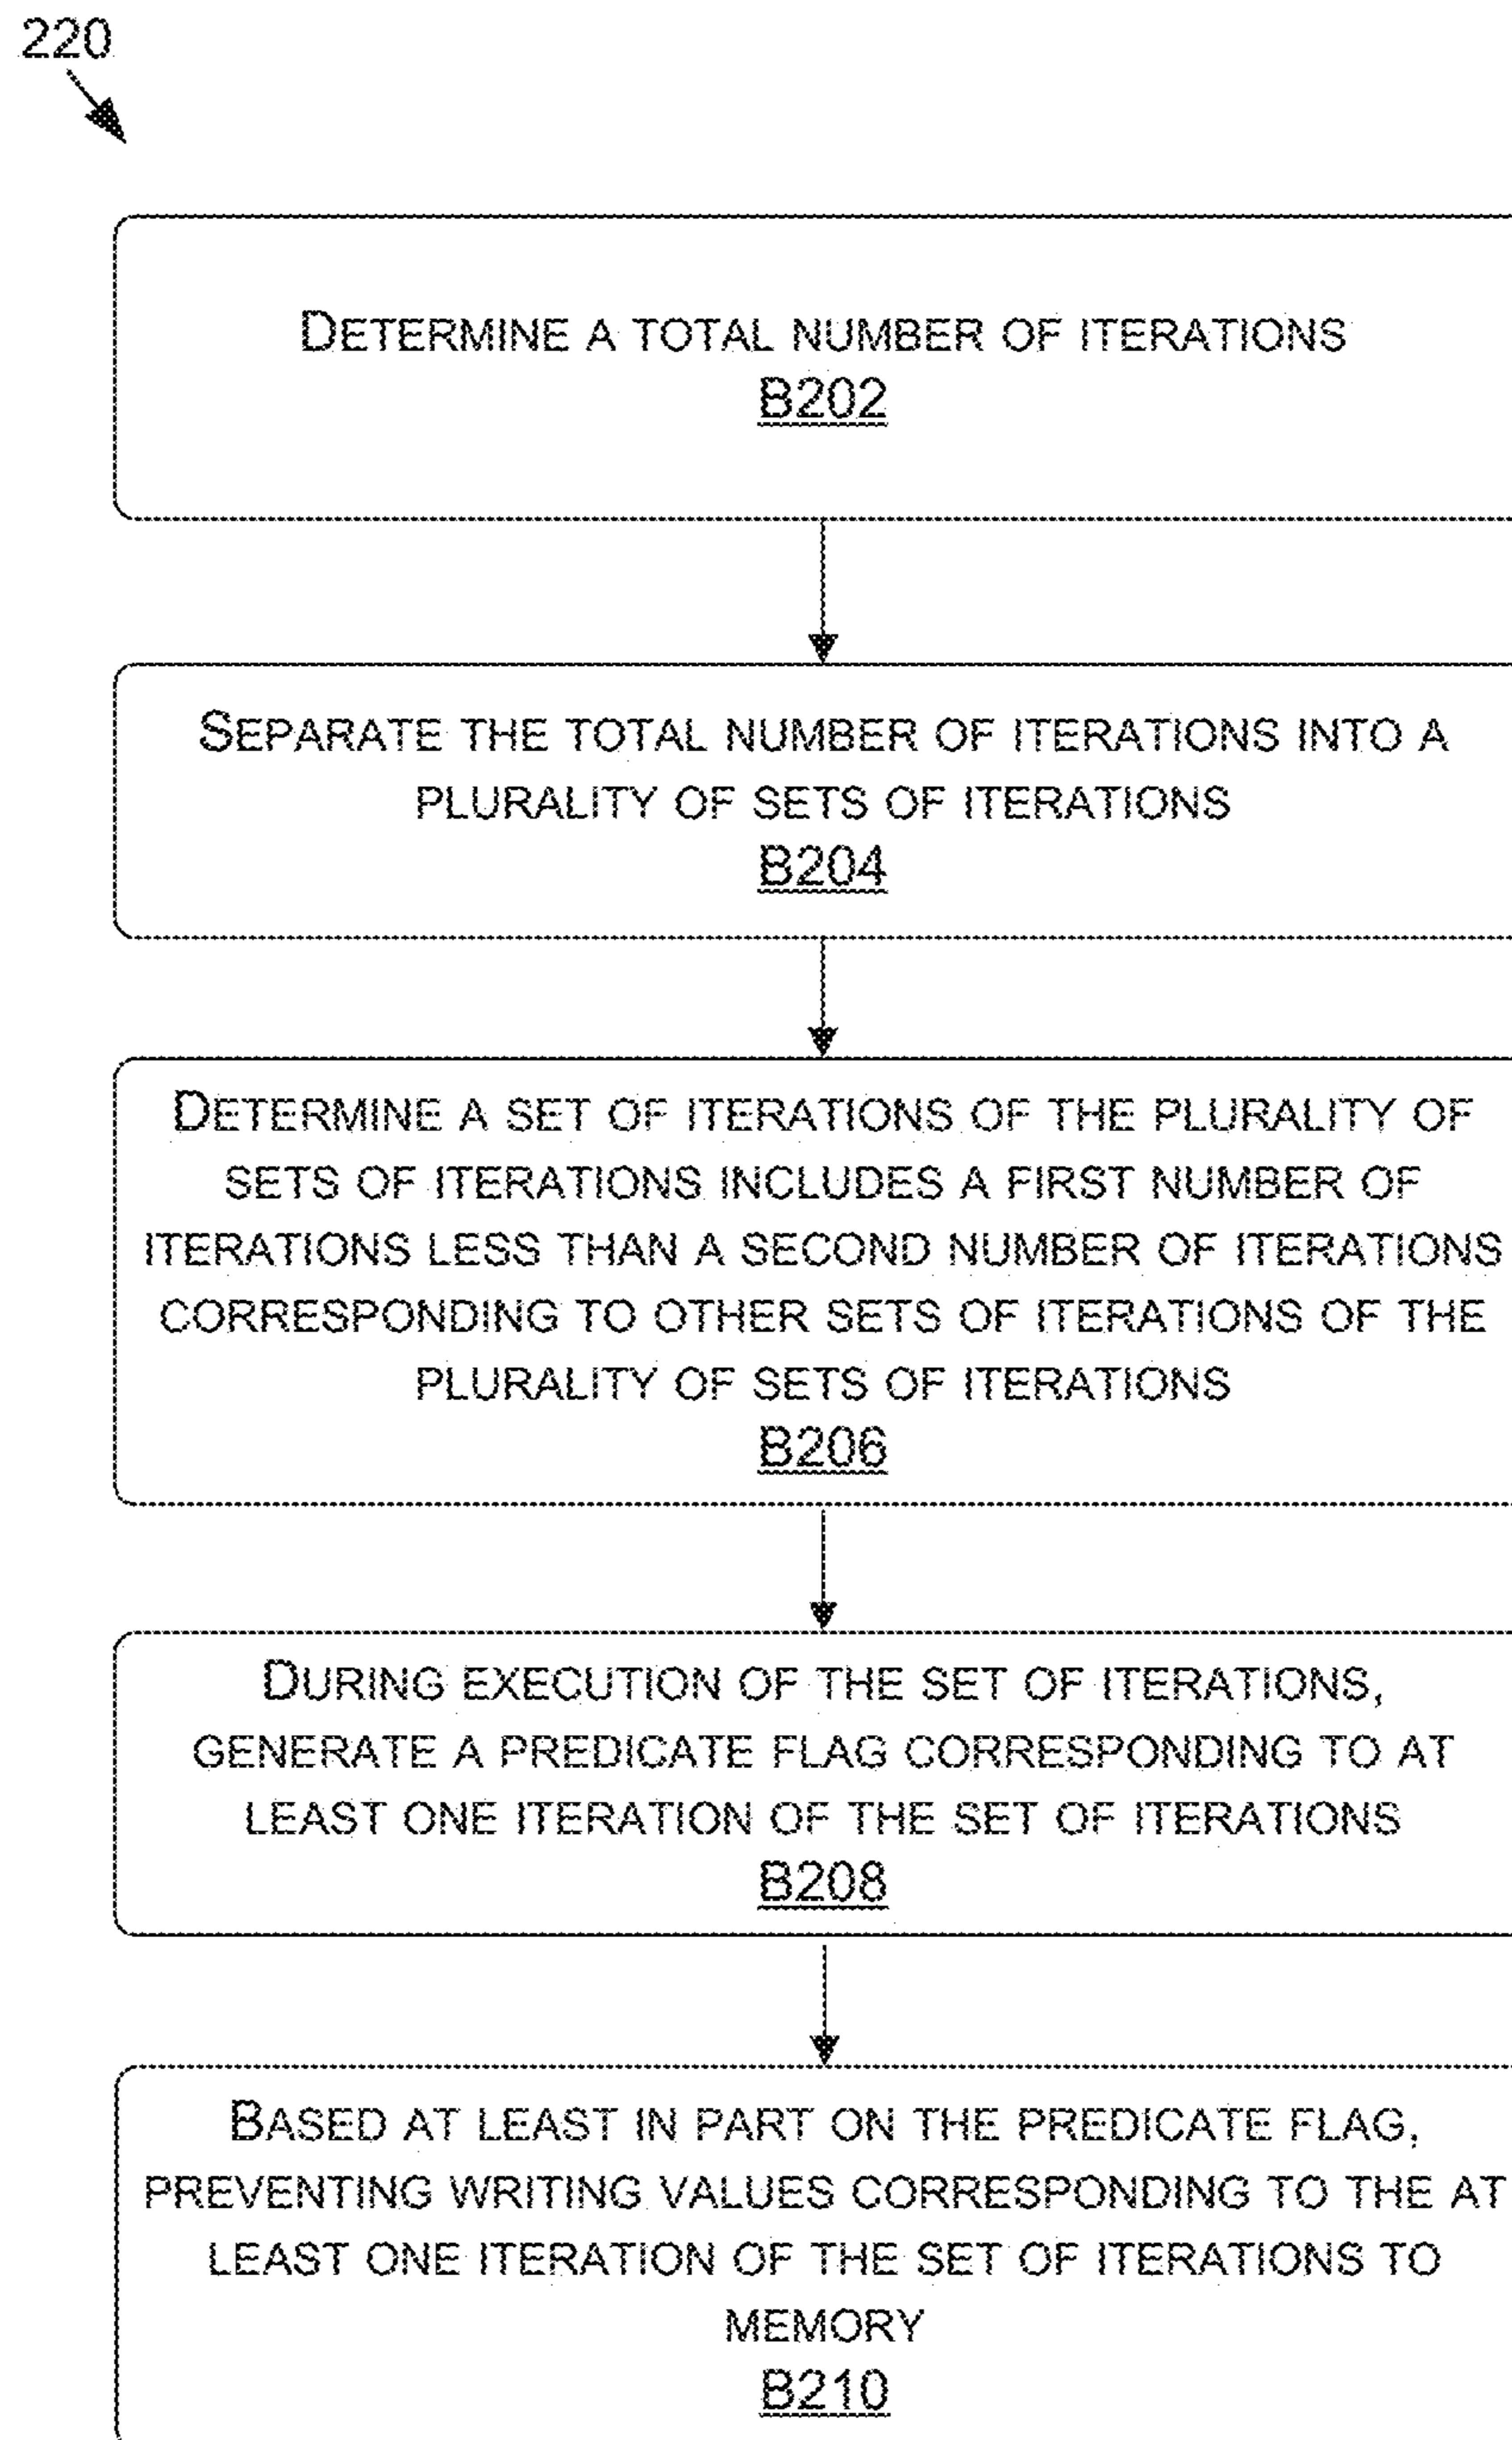 220
DETERMINE A TOTAL NUMBER OF ITERATIONS
B202
SEPARATE THE TOTAL NUMBER OF ITERATIONS INTO A
PLURALITY OF SETS OF ITERATIONS
B204
DETERMINE A SET OF ITERATIONS OF THE PLURALITY OF
SETS OF ITERATIONS INCLUDES A FIRST NUMBER OF
ITERATIONS LESS THAN A SECOND NUMBER OF ITERATIONS
CORRESPONDING TO OTHER SETS OF ITERATIONS OF THE
PLURALITY OF SETS OF ITERATIONS
B206
DURING EXECUTION OF THE SET OF ITERATIONS,
GENERATE A PREDICATE FLAG CORRESPONDING TO AT
LEAST ONE ITERATION OF THE SET OF ITERATIONS
B208
BASED AT LEAST IN PART ON THE PREDICATE FLAG,
PREVENTING WRITING VALUES CORRESPONDING TO THE AT
LEAST ONE ITERATION OF THE SET OF ITERATIONS TO
MEMORY
B210